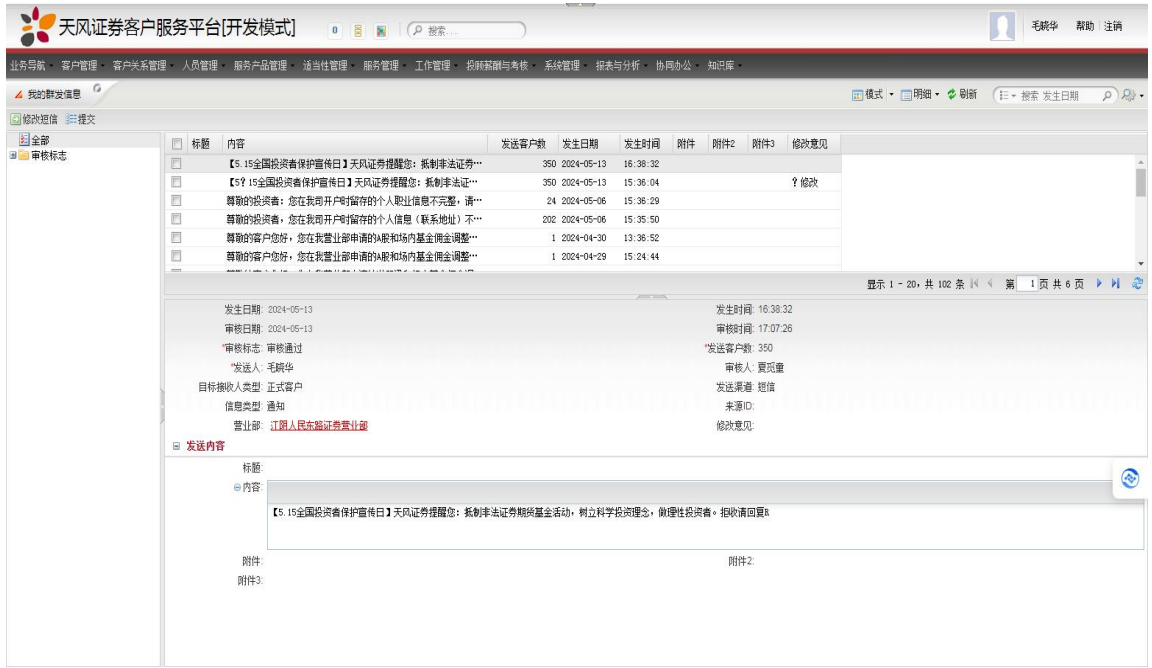 天风证券客户服务平台[开发模式] 0 搜索... 毛晓华 帮助 注销
业务导航 客户管理 客户关系管理 人员管理 服务产品管理 适当性管理 服务管理 工作管理 投顾薪酬与考核 系统管理 报表与分析 协同办公 知识库
我的群发信息 模式 明细 刷新 搜索 发生日期
修改短信 提交
全部
审核标志
标题 内容 发送客户数 发生日期 发生时间 附件 附件2 附件3 修改意见
【5.15全国投资者保护宣传日】天风证券提醒您：抵制非法证券… 350 2024-05-13 16:38:32
【5? 15全国投资者保护宣传日】天风证券提醒您：抵制非法证… 350 2024-05-13 15:36:04 ? 修改
尊敬的投资者：您在我司开户时留存的个人职业信息不完整，请… 24 2024-05-06 15:36:29
尊敬的投资者，您在我司开户时留存的个人信息（联系地址）不… 202 2024-05-06 15:35:50
尊敬的客户您好，您在我营业部申请的A股和场内基金佣金调整… 1 2024-04-30 13:36:52
尊敬的客户您好，您在我营业部申请的A股和场内基金佣金调整… 1 2024-04-29 15:24:44
显示 1 - 20，共 102 条 第 1 页 共 6 页
发生日期: 2024-05-13 发生时间: 16:38:32
审核日期: 2024-05-13 审核时间: 17:07:26
*审核标志: 审核通过 *发送客户数: 350
*发送人: 毛晓华 审核人: 夏觅童
目标接收人类型: 正式客户 发送渠道: 短信
信息类型: 通知 来源ID:
营业部: 江阴人民东路证券营业部 修改意见:
发送内容
标题:
内容:
【5.15全国投资者保护宣传日】天风证券提醒您：抵制非法证券期货基金活动，树立科学投资理念，做理性投资者。拒收请回复R
附件: 附件2:
附件3: